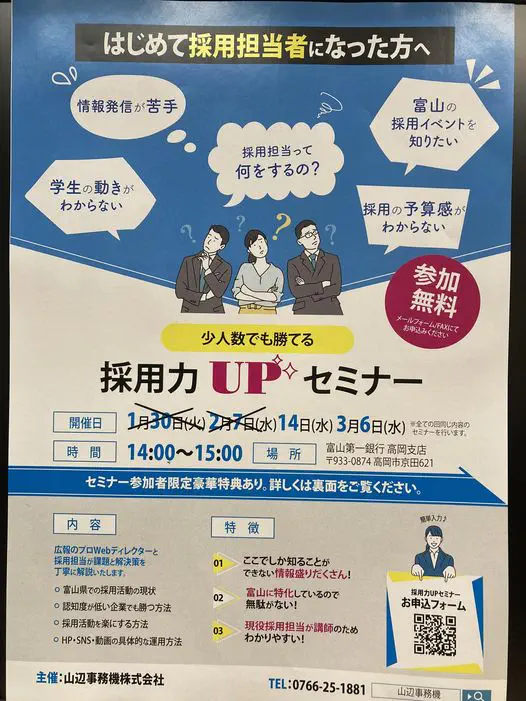 はじめて採用担当者になった方へ
情報発信が苦手
富山の
採用イベントを
知りたい
採用担当って
何をするの?
学生の動きが
わからない
採用の予算感が
わからない
参加
無料
メールフォーム/FAXにて
お申込みください
少人数でも勝てる
採用力UPセミナー
開催日 1月30日(火) 2月7日(水) 14日(水) 3月6日(水) ※全ての回同じ内容の
セミナーを行います。
時間 14:00～15:00 場所 富山第一銀行 高岡支店
〒933-0874 高岡市京田621
セミナー参加者限定豪華特典あり。詳しくは裏面をご覧ください。
内容
広報のプロWebディレクターと
採用担当が課題と解決策を
丁寧に解説いたします。
○ 富山県での採用活動の現状
○ 認知度が低い企業でも勝つ方法
○ 採用活動を楽にする方法
○ HP・SNS・動画の具体的な運用方法
特徴
01 ここでしか知ることが
できない情報盛りだくさん!
02 富山に特化しているので
無駄がない!
03 現役採用担当が講師のため
わかりやすい!
簡単入力♪
採用力UPセミナー
お申込フォーム
主催:山辺事務機株式会社
TEL:0766-25-1881
山辺事務機